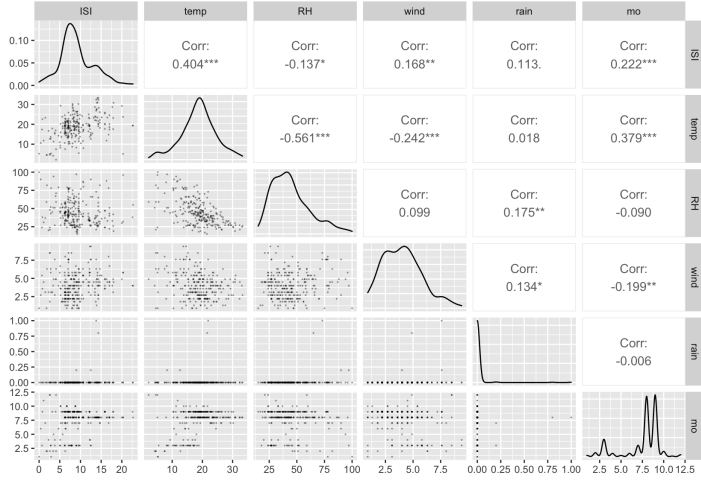 ISI temp RH wind rain mo
0.10
0.05
0.00
Corr:
0.404***
Corr:
-0.137*
Corr:
0.168**
Corr:
0.113.
Corr:
0.222***
ISI
30
20
10
Corr:
-0.561***
Corr:
-0.242***
Corr:
0.018
Corr:
0.379***
temp
100
75
50
25
Corr:
0.099
Corr:
0.175**
Corr:
-0.090
RH
7.5
5.0
2.5
Corr:
0.134*
Corr:
-0.199**
wind
1.00
0.75
0.50
0.25
0.00
Corr:
-0.006
rain
12.5
10.0
7.5
5.0
2.5
mo
0 5 10 15 20 10 20 30 25 50 75 100 2.5 5.0 7.5 0.00 0.25 0.50 0.75 1.00 2.5 5.0 7.5 10.0 12.5